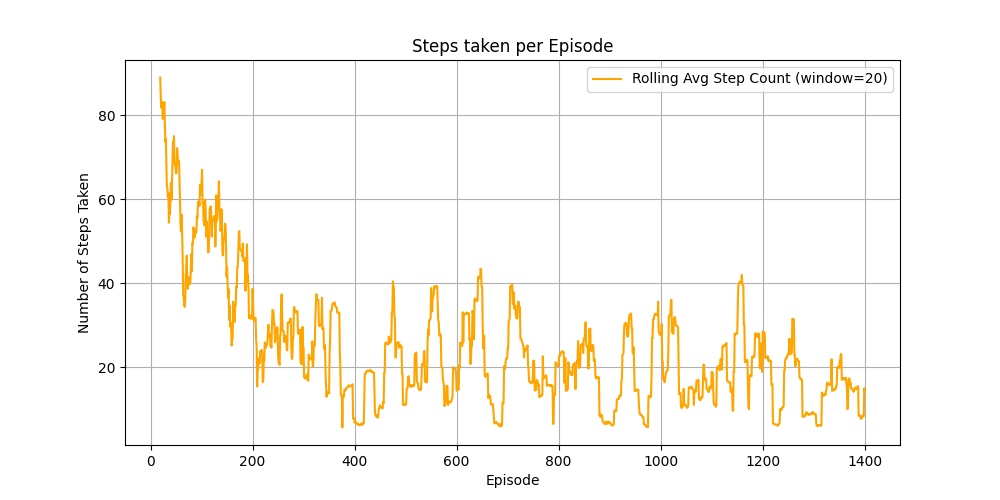 Steps taken per Episode
Rolling Avg Step Count (window=20)
Number of Steps Taken
80
60
40
20
0 200 400 600 800 1000 1200 1400
Episode